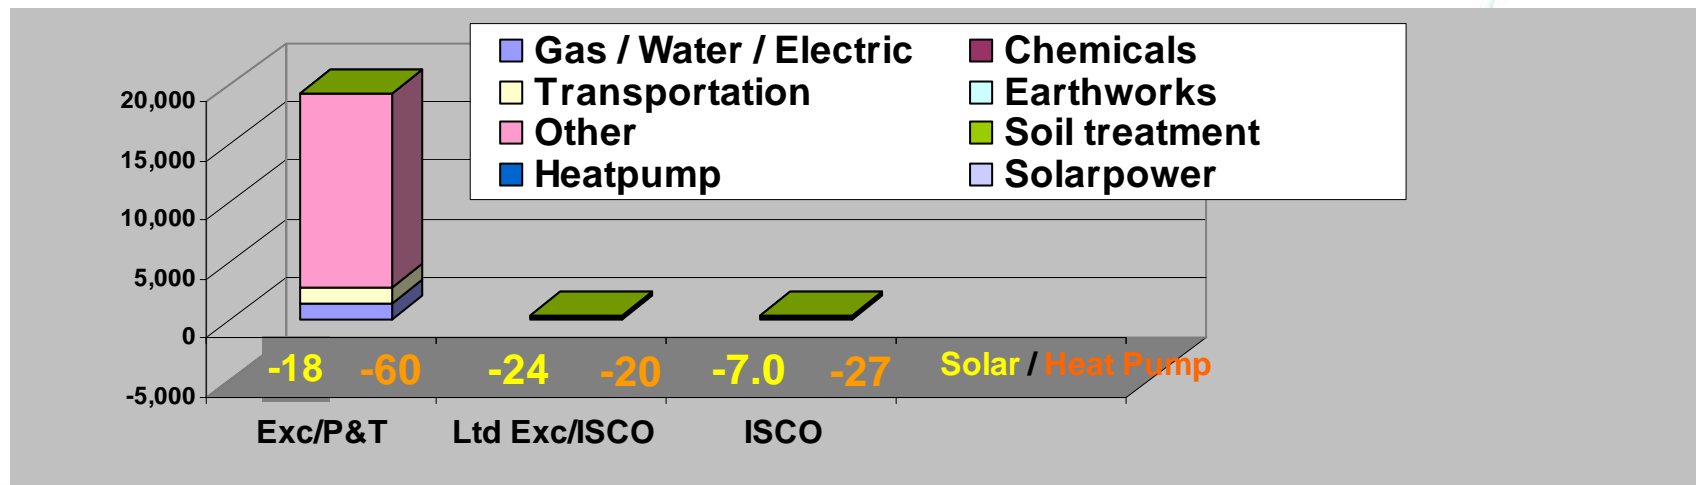 Gas / Water / Electric
Chemicals
Transportation
Earthworks
Other
Soil treatment
Heatpump
Solarpower
20,000
15,000
10,000
5,000
0
-5,000
-18 -60 -24 -20 -7.0 -27 Solar / Heat Pump
Exc/P&T Ltd Exc/ISCO ISCO